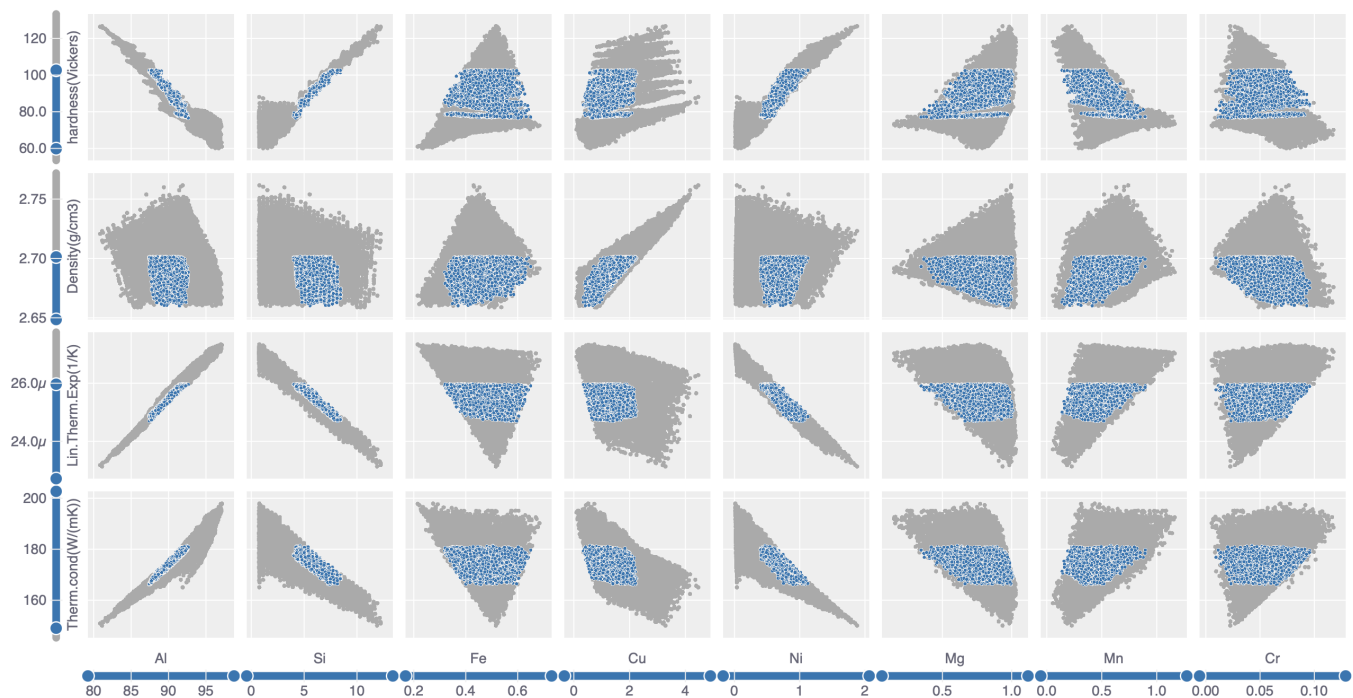 120
100
80.0
60.0
hardness(Vickers)
2.75
2.70
2.65
Density(g/cm3)
26.0μ
24.0μ
Lin.Therm.Exp(1/K)
200
180
160
Therm.cond(W/(mK))
Al Si Fe Cu Ni Mg Mn Cr
80 85 90 95 0 5 10 0.2 0.4 0.6 0 2 4 0 1 2 0.5 1.0 0.0 0.5 1.0 0.00 0.05 0.10